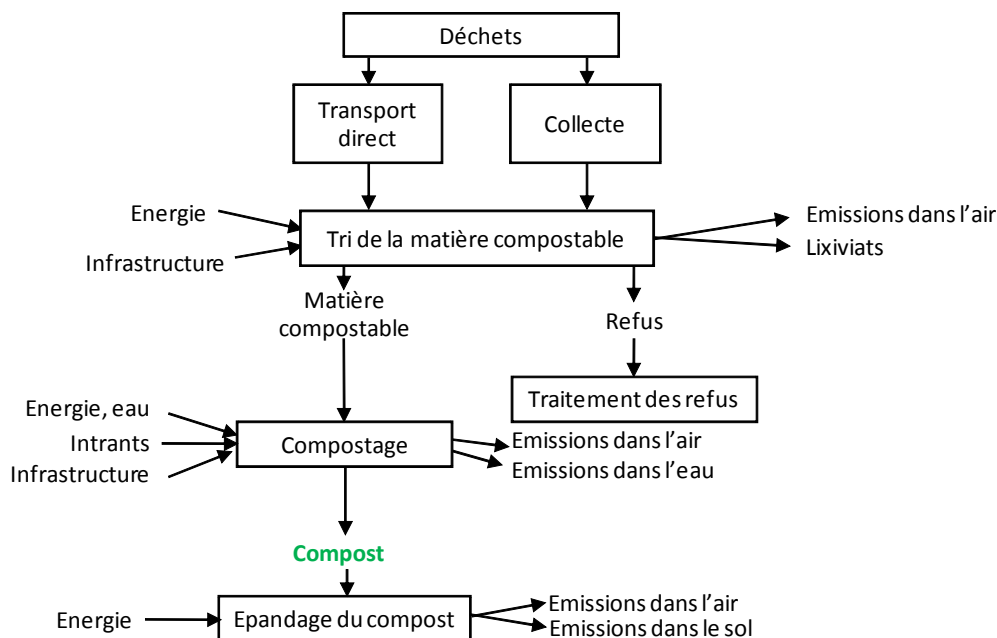 Déchets
Transport
direct
Collecte
Energie
Infrastructure
Tri de la matière compostable
Emissions dans l'air
Lixiviats
Matière
compostable
Refus
Traitement des refus
Energie, eau
Intrants
Infrastructure
Compostage
Emissions dans l'air
Emissions dans l'eau
Compost
Energie
Epandage du compost
Emissions dans l'air
Emissions dans le sol